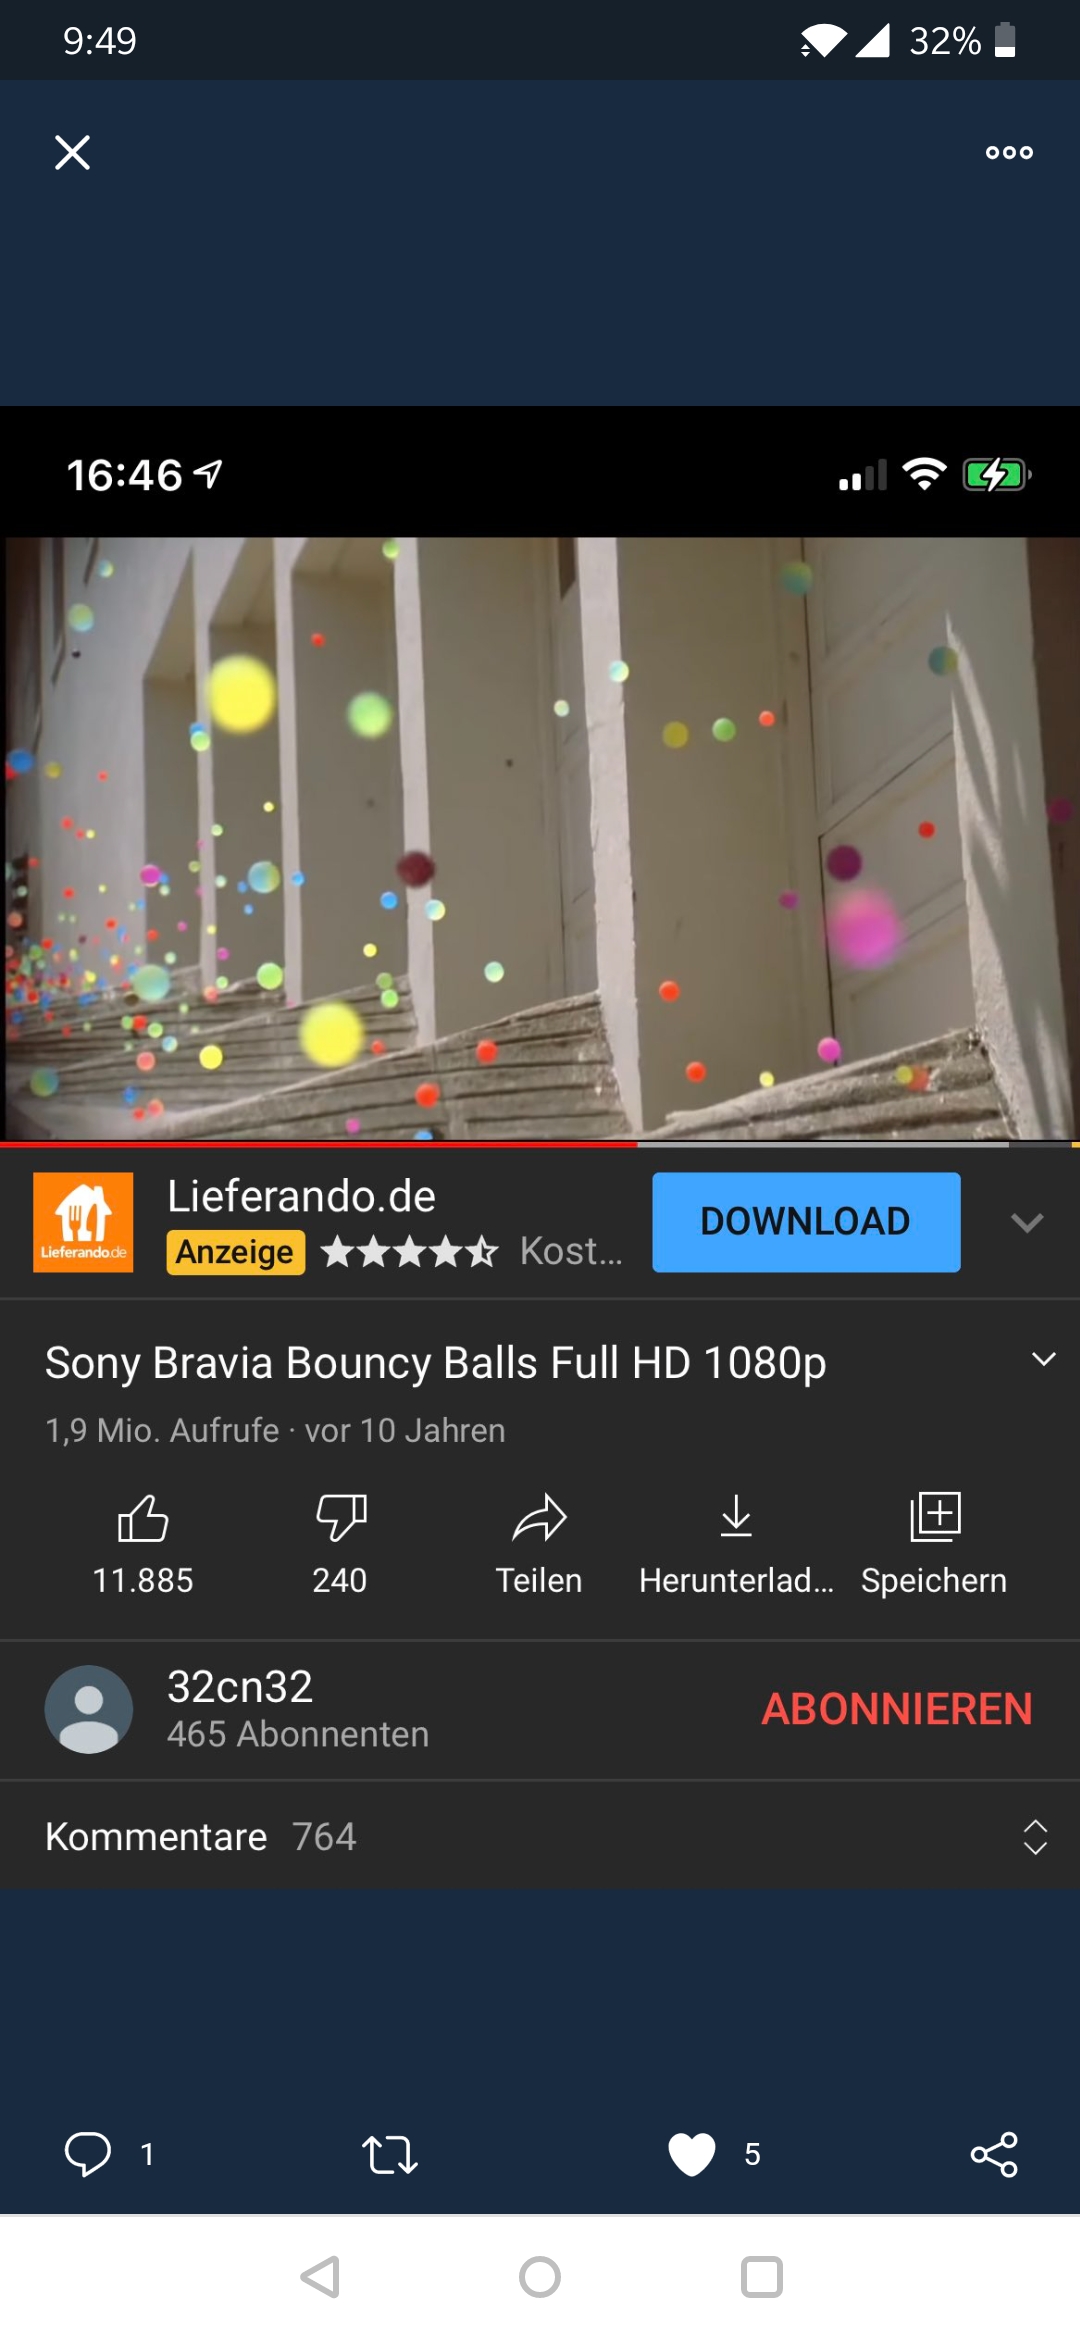 9:49
32%
16:46
Lieferando.de
Lieferando.de
Anzeige
Kost...
DOWNLOAD
Sony Bravia Bouncy Balls Full HD 1080p
1,9 Mio. Aufrufe · vor 10 Jahren
11.885
240
Teilen
Herunterlad...
Speichern
32cn32
465 Abonnenten
ABONNIEREN
Kommentare 764
1
5